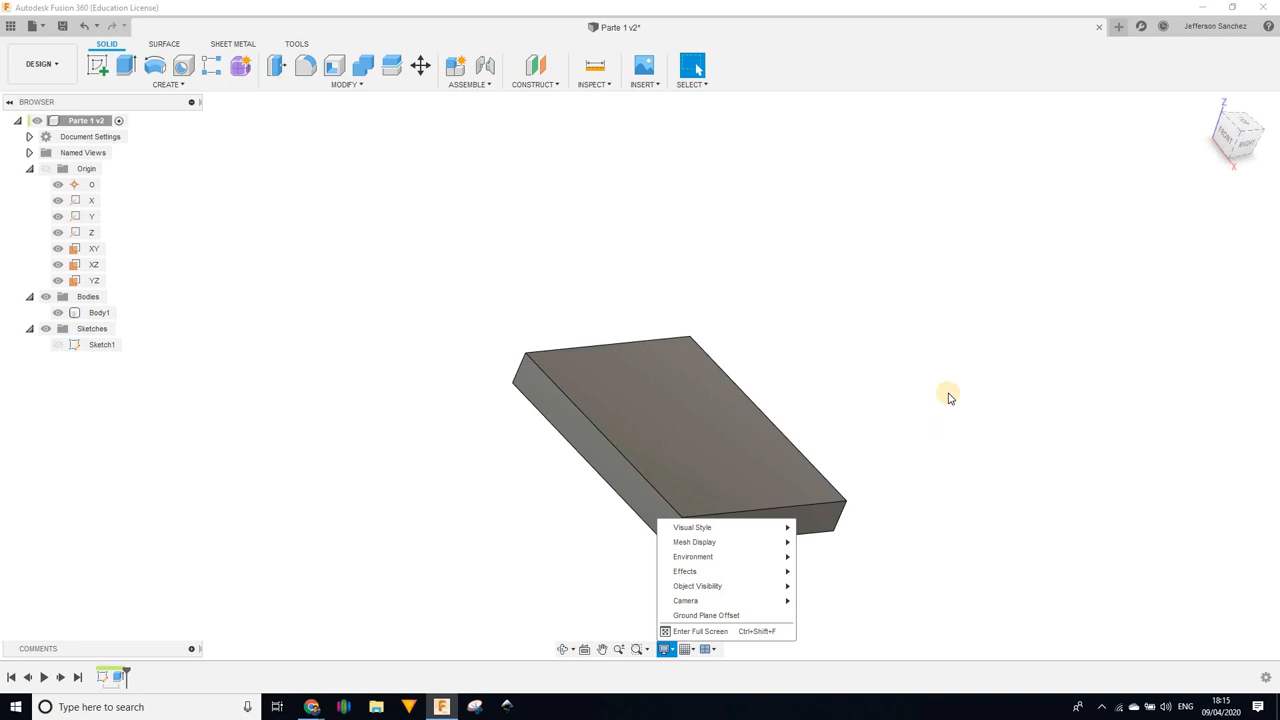 Autodesk Fusion 360 (Education License)
Parte 1 v2*
Jefferson Sanchez
SOLID SURFACE SHEET METAL TOOLS
DESIGN
CREATE MODIFY ASSEMBLE CONSTRUCT INSPECT INSERT SELECT
BROWSER
Parte 1 v2
Document Settings
Named Views
Origin
O
X
Y
Z
XY
XZ
YZ
Bodies
Body1
Sketches
Sketch1
Z
TOP
FRONT
RIGHT
X
Visual Style
Mesh Display
Environment
Effects
Object Visibility
Camera
Ground Plane Offset
Enter Full Screen Ctrl+Shift+F
COMMENTS
Type here to search
ENG
18:15
09/04/2020